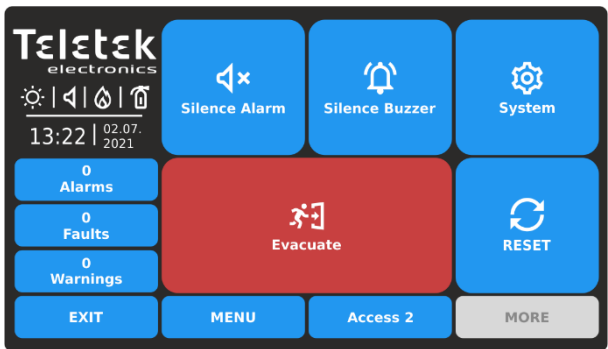 Teletek
electronics
13:22
02.07.
2021
Silence Alarm
Silence Buzzer
System
0
Alarms
0
Faults
0
Warnings
Evacuate
RESET
EXIT
MENU
Access 2
MORE